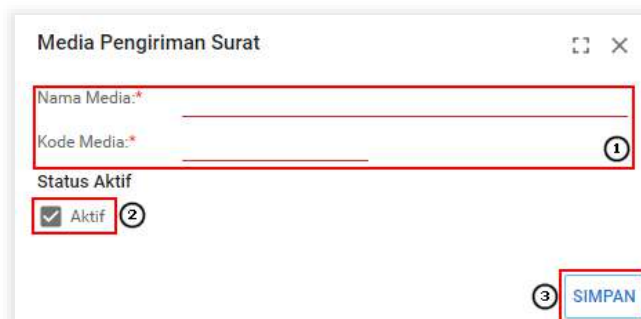 Media Pengiriman Surat
Nama Media:*
Kode Media:*
1
Status Aktif
Aktif 2
3 SIMPAN